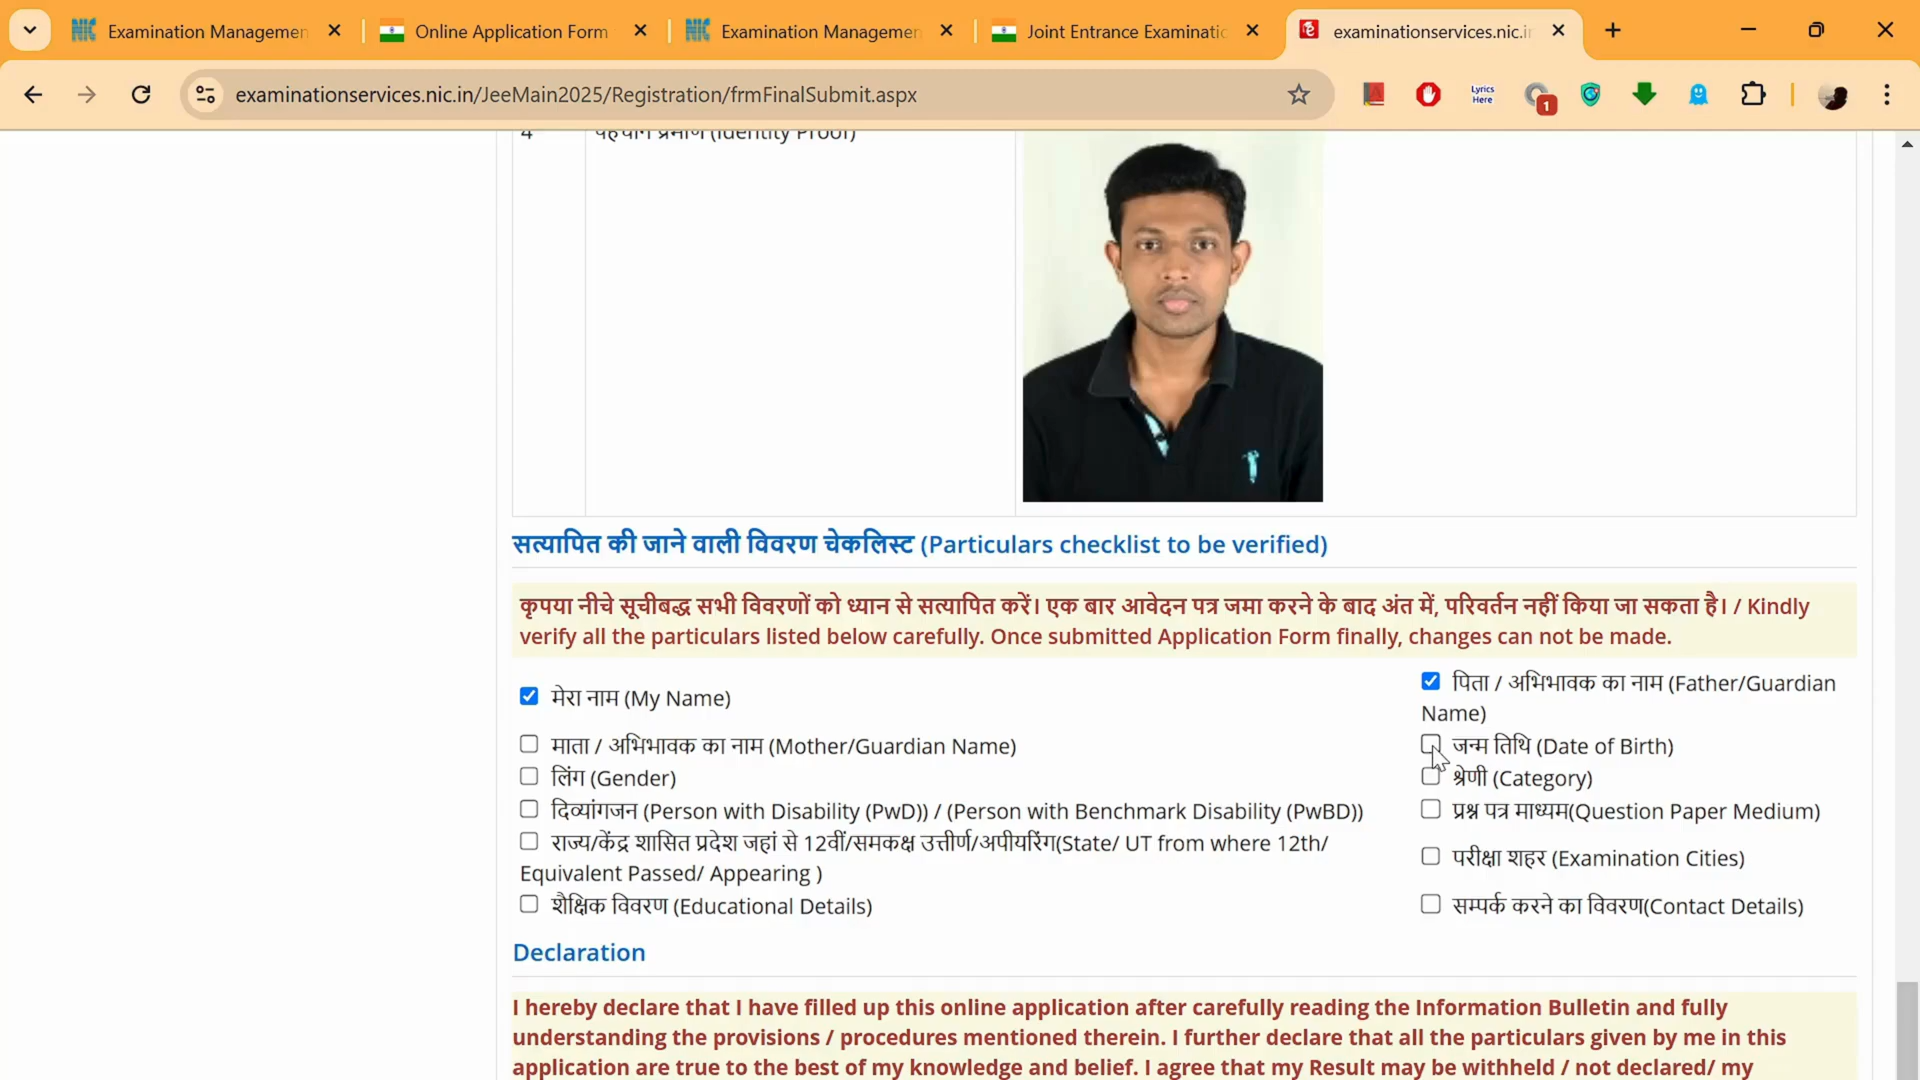 Examination Managemen
Online Application Form
Examination Managemen
Joint Entrance Examinatic
examinationservices.nic.in
examinationservices.nic.in/JeeMain2025/Registration/frmFinalSubmit.aspx
Lyrics
Here
1
4 पहचान प्रमाण (Identity Proof)
सत्यापित की जाने वाली विवरण चेकलिस्ट (Particulars checklist to be verified)
कृपया नीचे सूचीबद्ध सभी विवरणों को ध्यान से सत्यापित करें। एक बार आवेदन पत्र जमा करने के बाद अंत में, परिवर्तन नहीं किया जा सकता है। / Kindly
verify all the particulars listed below carefully. Once submitted Application Form finally, changes can not be made.
मेरा नाम (My Name)
पिता / अभिभावक का नाम (Father/Guardian
Name)
माता / अभिभावक का नाम (Mother/Guardian Name)
जन्म तिथि (Date of Birth)
लिंग (Gender)
श्रेणी (Category)
दिव्यांगजन (Person with Disability (PwD)) / (Person with Benchmark Disability (PwBD))
प्रश्न पत्र माध्यम(Question Paper Medium)
राज्य/केंद्र शासित प्रदेश जहां से 12वीं/समकक्ष उत्तीर्ण/अपीयरिंग(State/ UT from where 12th/
Equivalent Passed/ Appearing )
परीक्षा शहर (Examination Cities)
शैक्षिक विवरण (Educational Details)
सम्पर्क करने का विवरण(Contact Details)
Declaration
I hereby declare that I have filled up this online application after carefully reading the Information Bulletin and fully
understanding the provisions / procedures mentioned therein. I further declare that all the particulars given by me in this
application are true to the best of my knowledge and belief. I agree that my Result may be withheld / not declared/ my